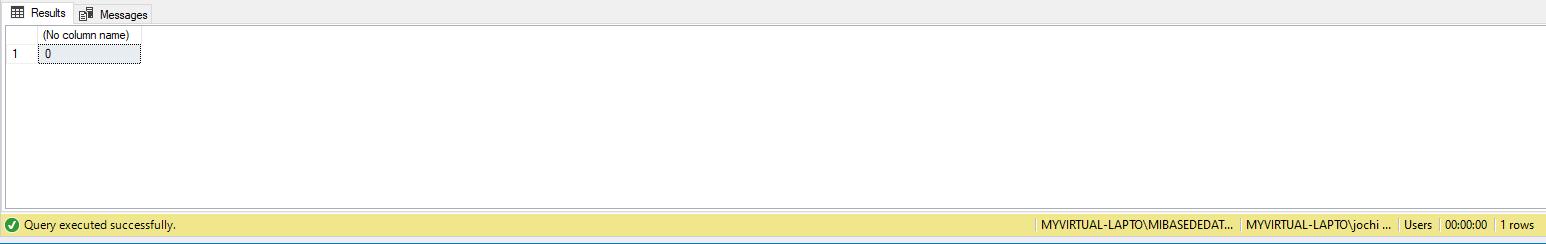 Results Messages
(No column name)
1 0
Query executed successfully. MYVIRTUAL-LAPTO\MIBASEDEDAT... MYVIRTUAL-LAPTO\jochi ... Users 00:00:00 1 rows